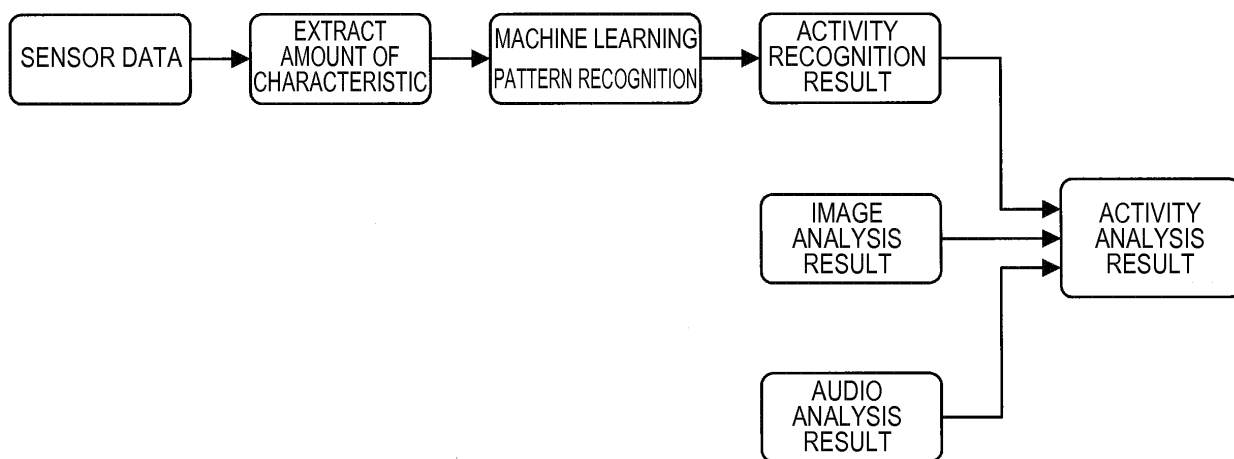 SENSOR DATA
EXTRACT
AMOUNT OF
CHARACTERISTIC
MACHINE LEARNING
PATTERN RECOGNITION
ACTIVITY
RECOGNITION
RESULT
IMAGE
ANALYSIS
RESULT
ACTIVITY
ANALYSIS
RESULT
AUDIO
ANALYSIS
RESULT